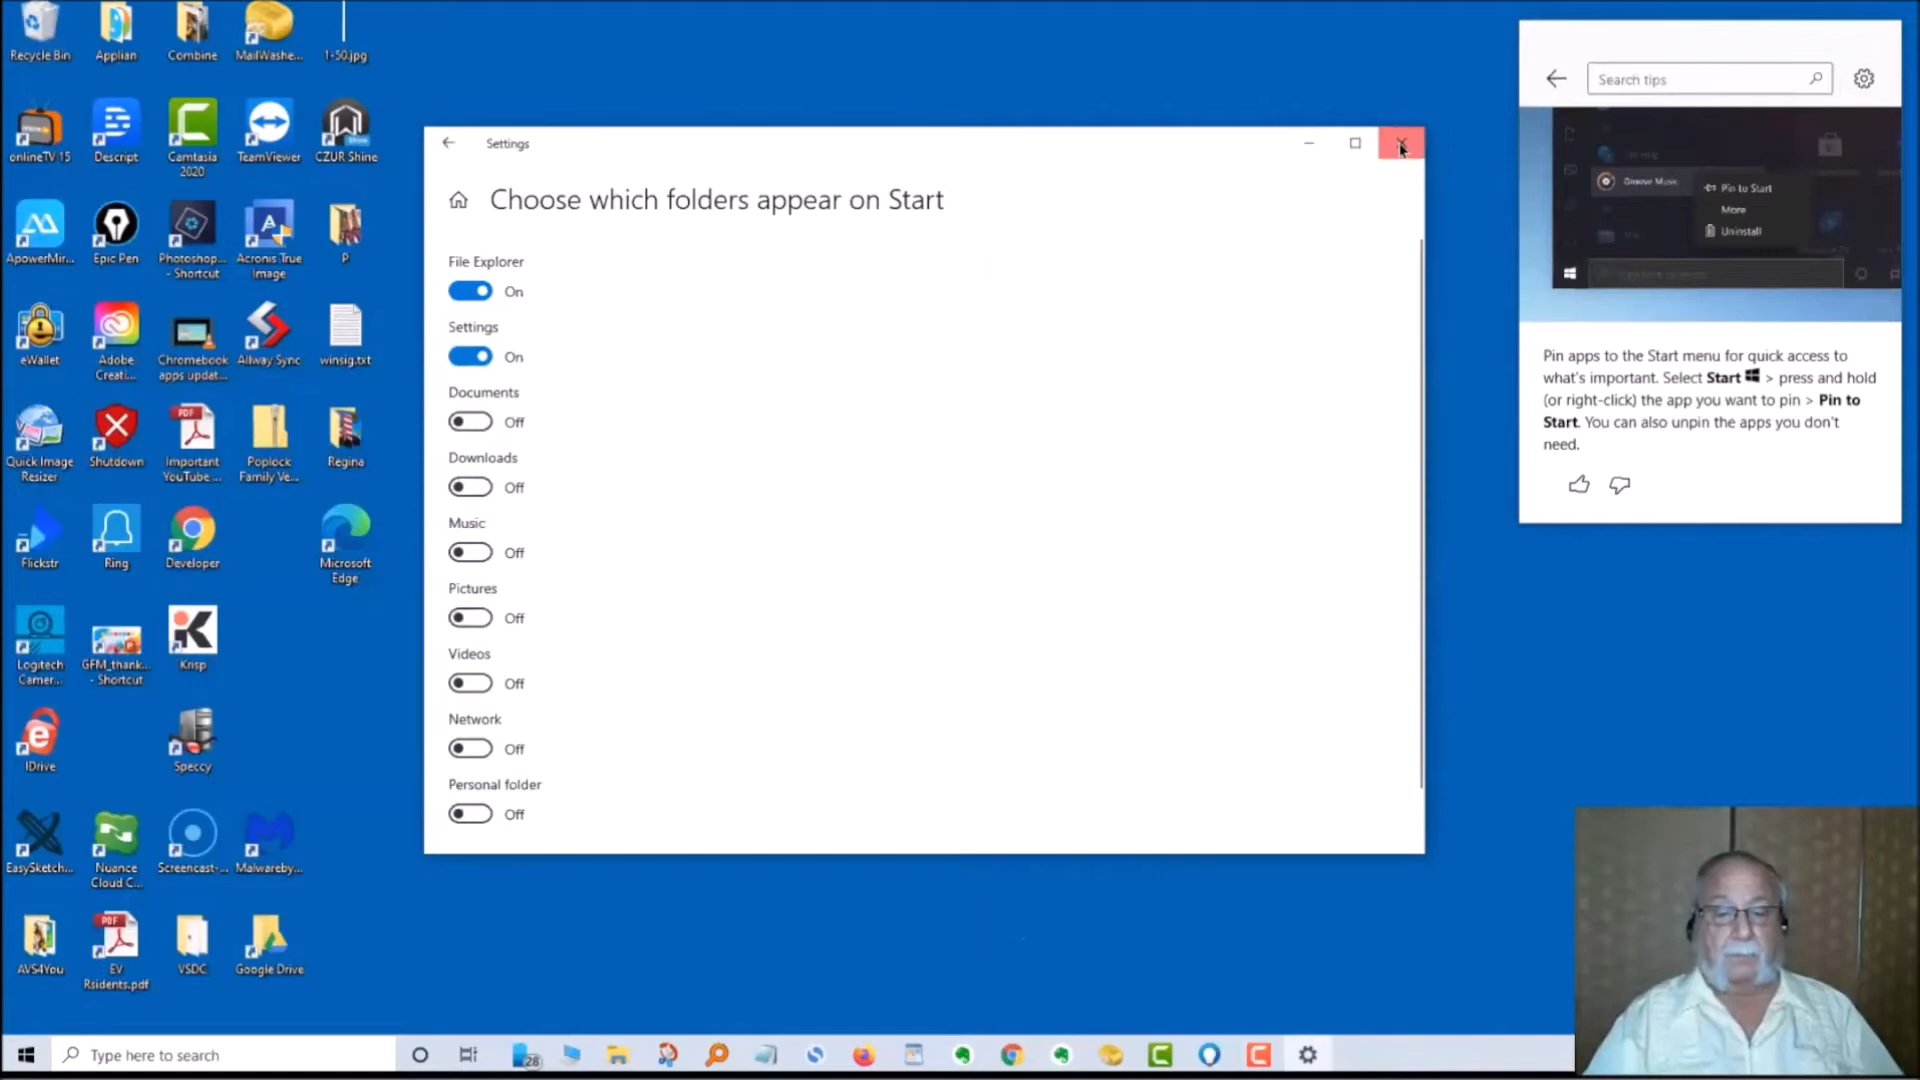 Recycle Bin
Applian
Combine
MailWashe...
1-50.jpg
onlineTV 15
Descript
Camtasia
2020
TeamViewer
CZUR Shine
ApowerMir...
Epic Pen
Photoshop...
- Shortcut
Acronis True
Image
P
eWallet
Adobe
Creati...
Chromebook
apps updat...
Allway Sync
winsig.txt
Quick Image
Resizer
Shutdown
Important
YouTube ...
Poplock
Family Ve...
Regina
Flickstr
Ring
Developer
Microsoft
Edge
Logitech
Camer...
GFM_thank...
- Shortcut
Krisp
IDrive
Speccy
EasySketch...
Nuance
Cloud C...
Screencast-...
Malwareby...
AVS4You
EV
Rsidents.pdf
VSDC
Google Drive
Settings
Choose which folders appear on Start
File Explorer
On
Settings
On
Documents
Off
Downloads
Off
Music
Off
Pictures
Off
Videos
Off
Network
Off
Personal folder
Off
Search tips
Groove Music
Pin to Start
More
Uninstall
Pin apps to the Start menu for quick access to
what's important. Select Start > press and hold
(or right-click) the app you want to pin > Pin to
Start. You can also unpin the apps you don't
need.
Type here to search
28